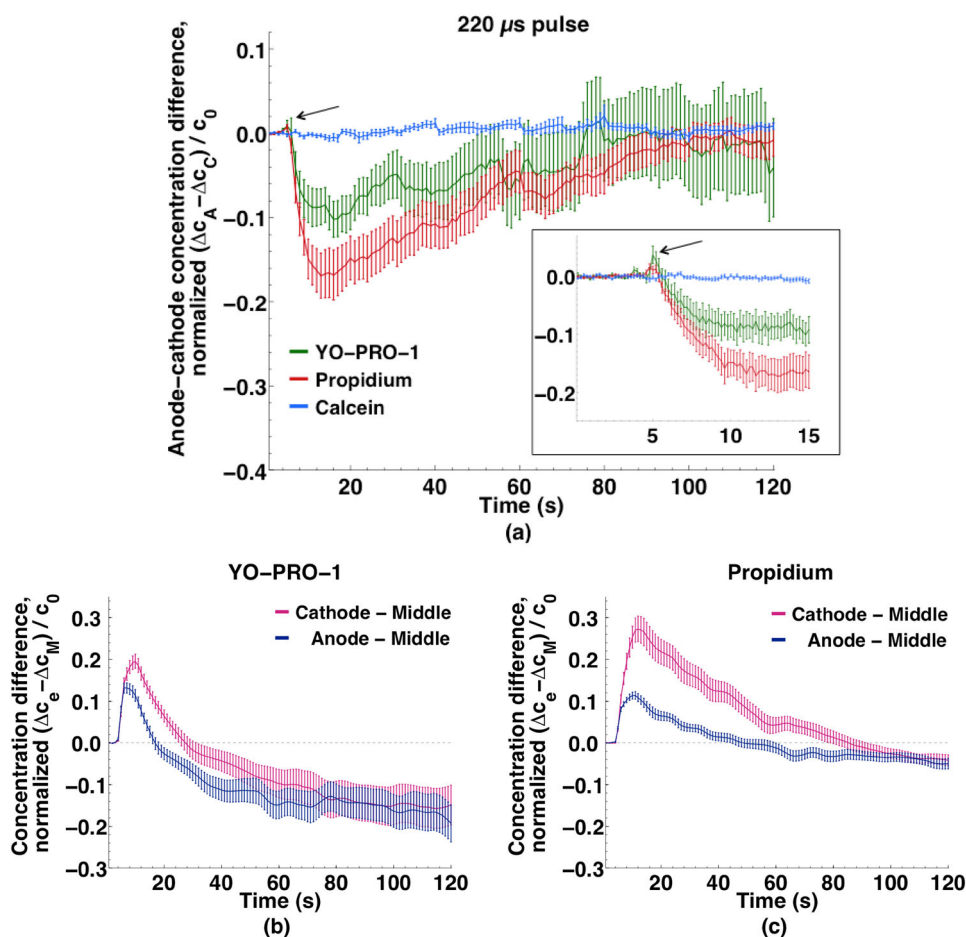 220 µs pulse
Anode–cathode concentration difference,
normalized (Δc_A–Δc_C) / c_0
0.1
0.0
–0.1
–0.2
–0.3
–0.4
YO–PRO–1
Propidium
Calcein
0.0
–0.1
–0.2
5 10 15
20 40 60 80 100 120
Time (s)
(a)
YO–PRO–1
Concentration difference,
normalized (Δc_e–Δc_M) / c_0
0.3
0.2
0.1
0.0
–0.1
–0.2
–0.3
Cathode – Middle
Anode – Middle
20 40 60 80 100 120
Time (s)
(b)
Propidium
Concentration difference,
normalized (Δc_e–Δc_M) / c_0
0.3
0.2
0.1
0.0
–0.1
–0.2
–0.3
Cathode – Middle
Anode – Middle
20 40 60 80 100 120
Time (s)
(c)